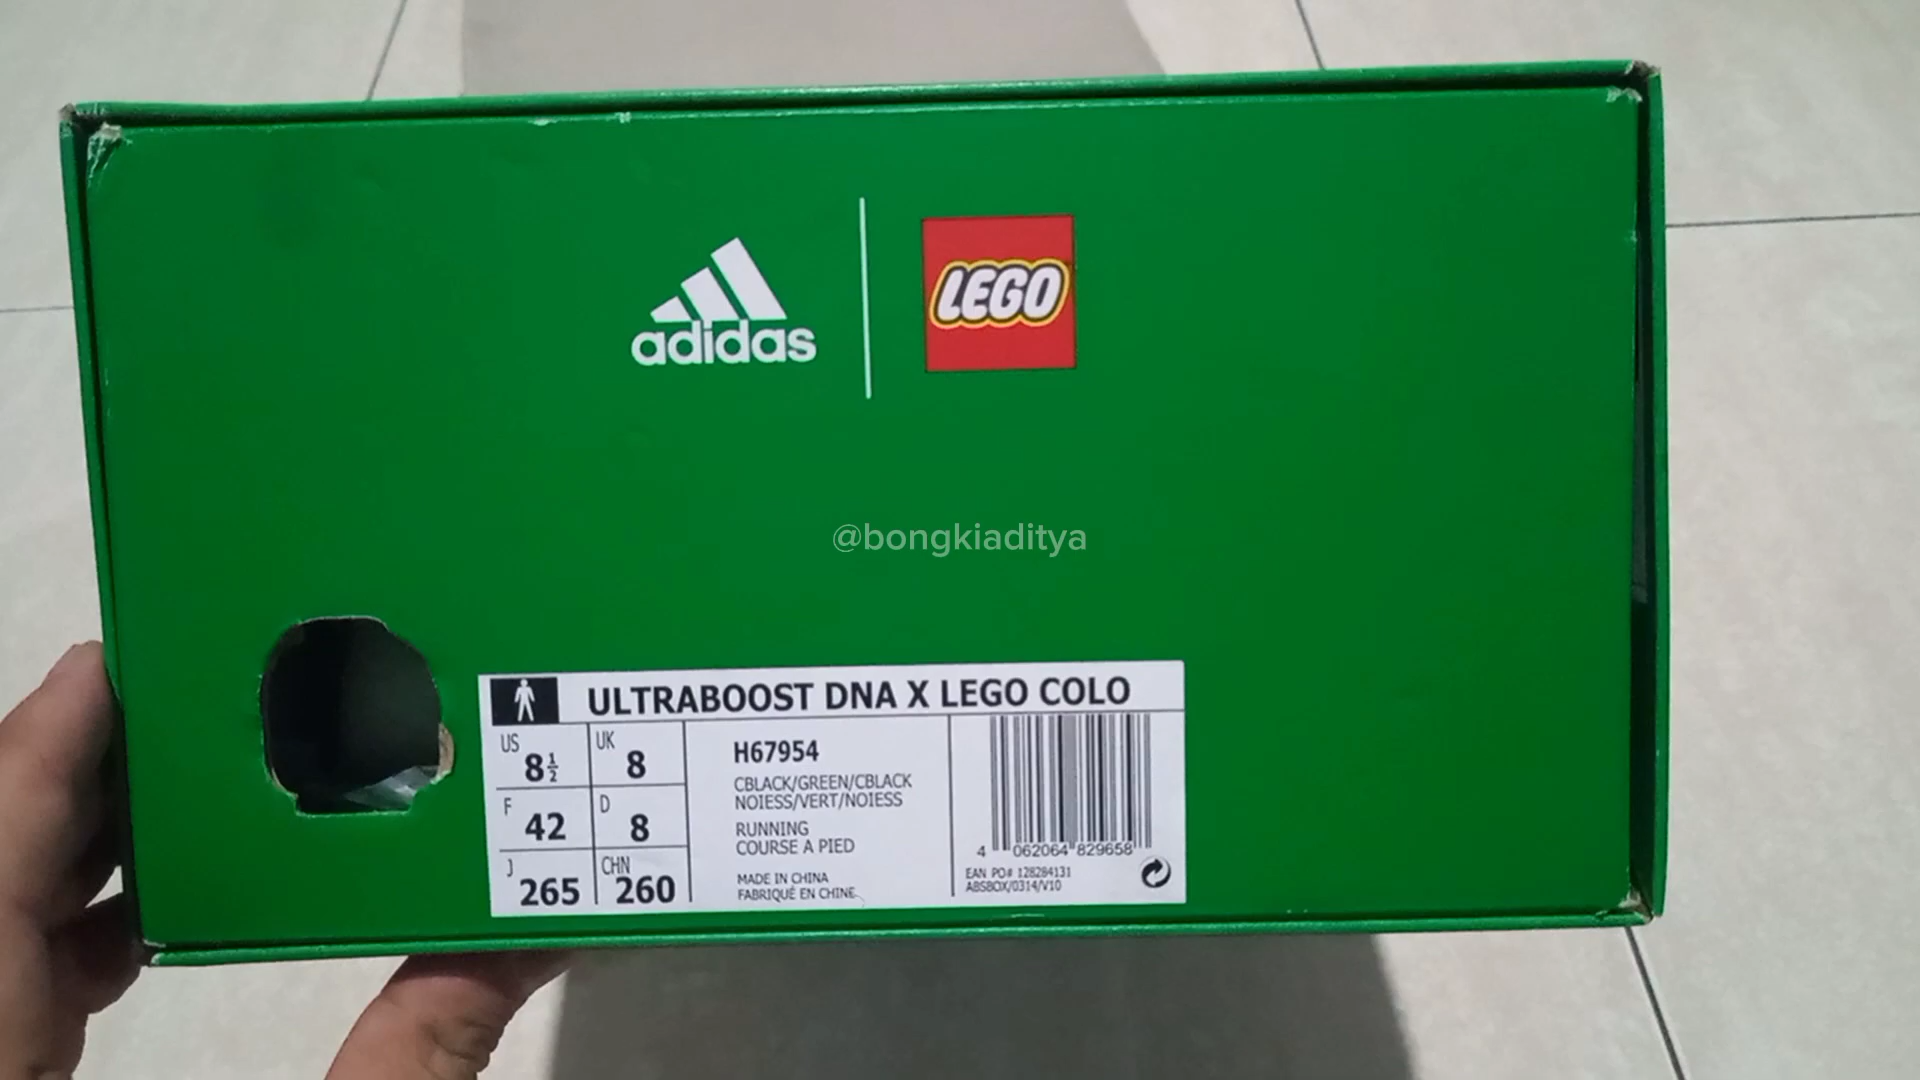 adidas
LEGO
@bongkiaditya
ULTRABOOST DNA X LEGO COLO
US
8½
UK
8
F
42
D
8
J
265
CHN
260
H67954
CBLACK/GREEN/CBLACK
NOIESS/VERT/NOIESS
RUNNING
COURSE A PIED
MADE IN CHINA
FABRIQUÉ EN CHINE
4 062064 829658
EAN PO# 128284131
ABSBOX/0314/V10